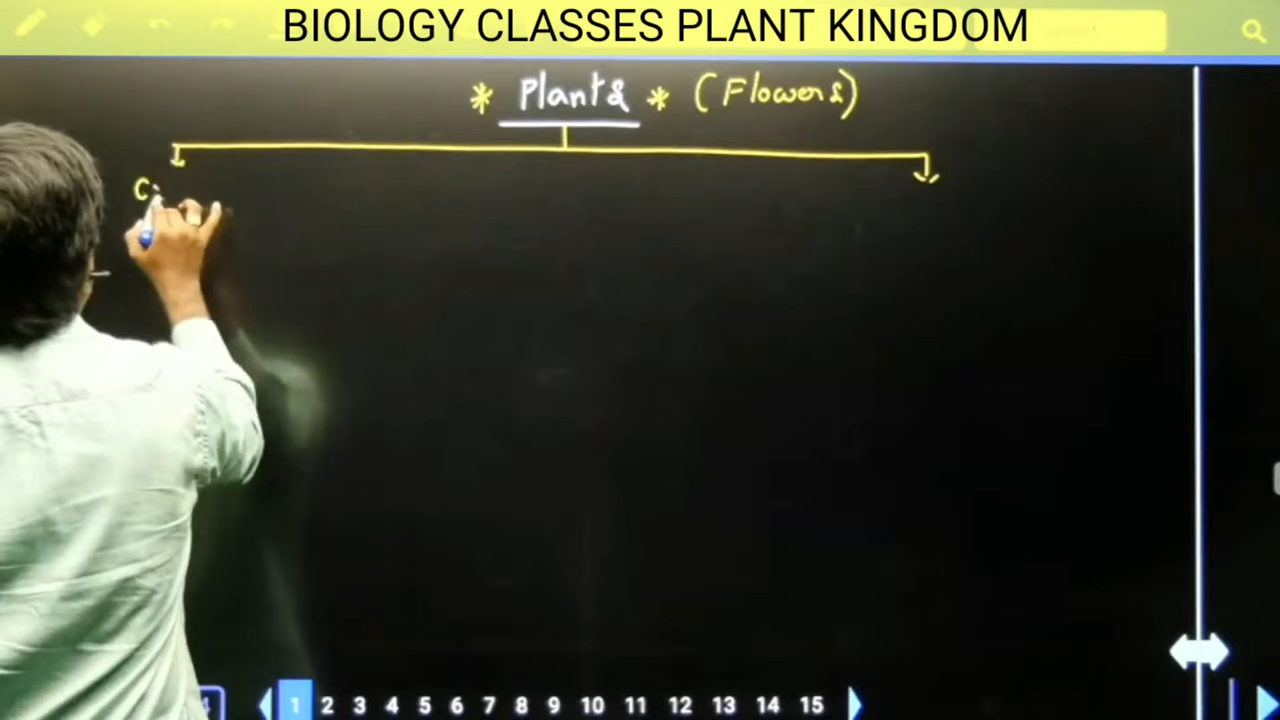 BIOLOGY CLASSES PLANT KINGDOM
* Plants * (Flowers)
C
1 2 3 4 5 6 7 8 9 10 11 12 13 14 15